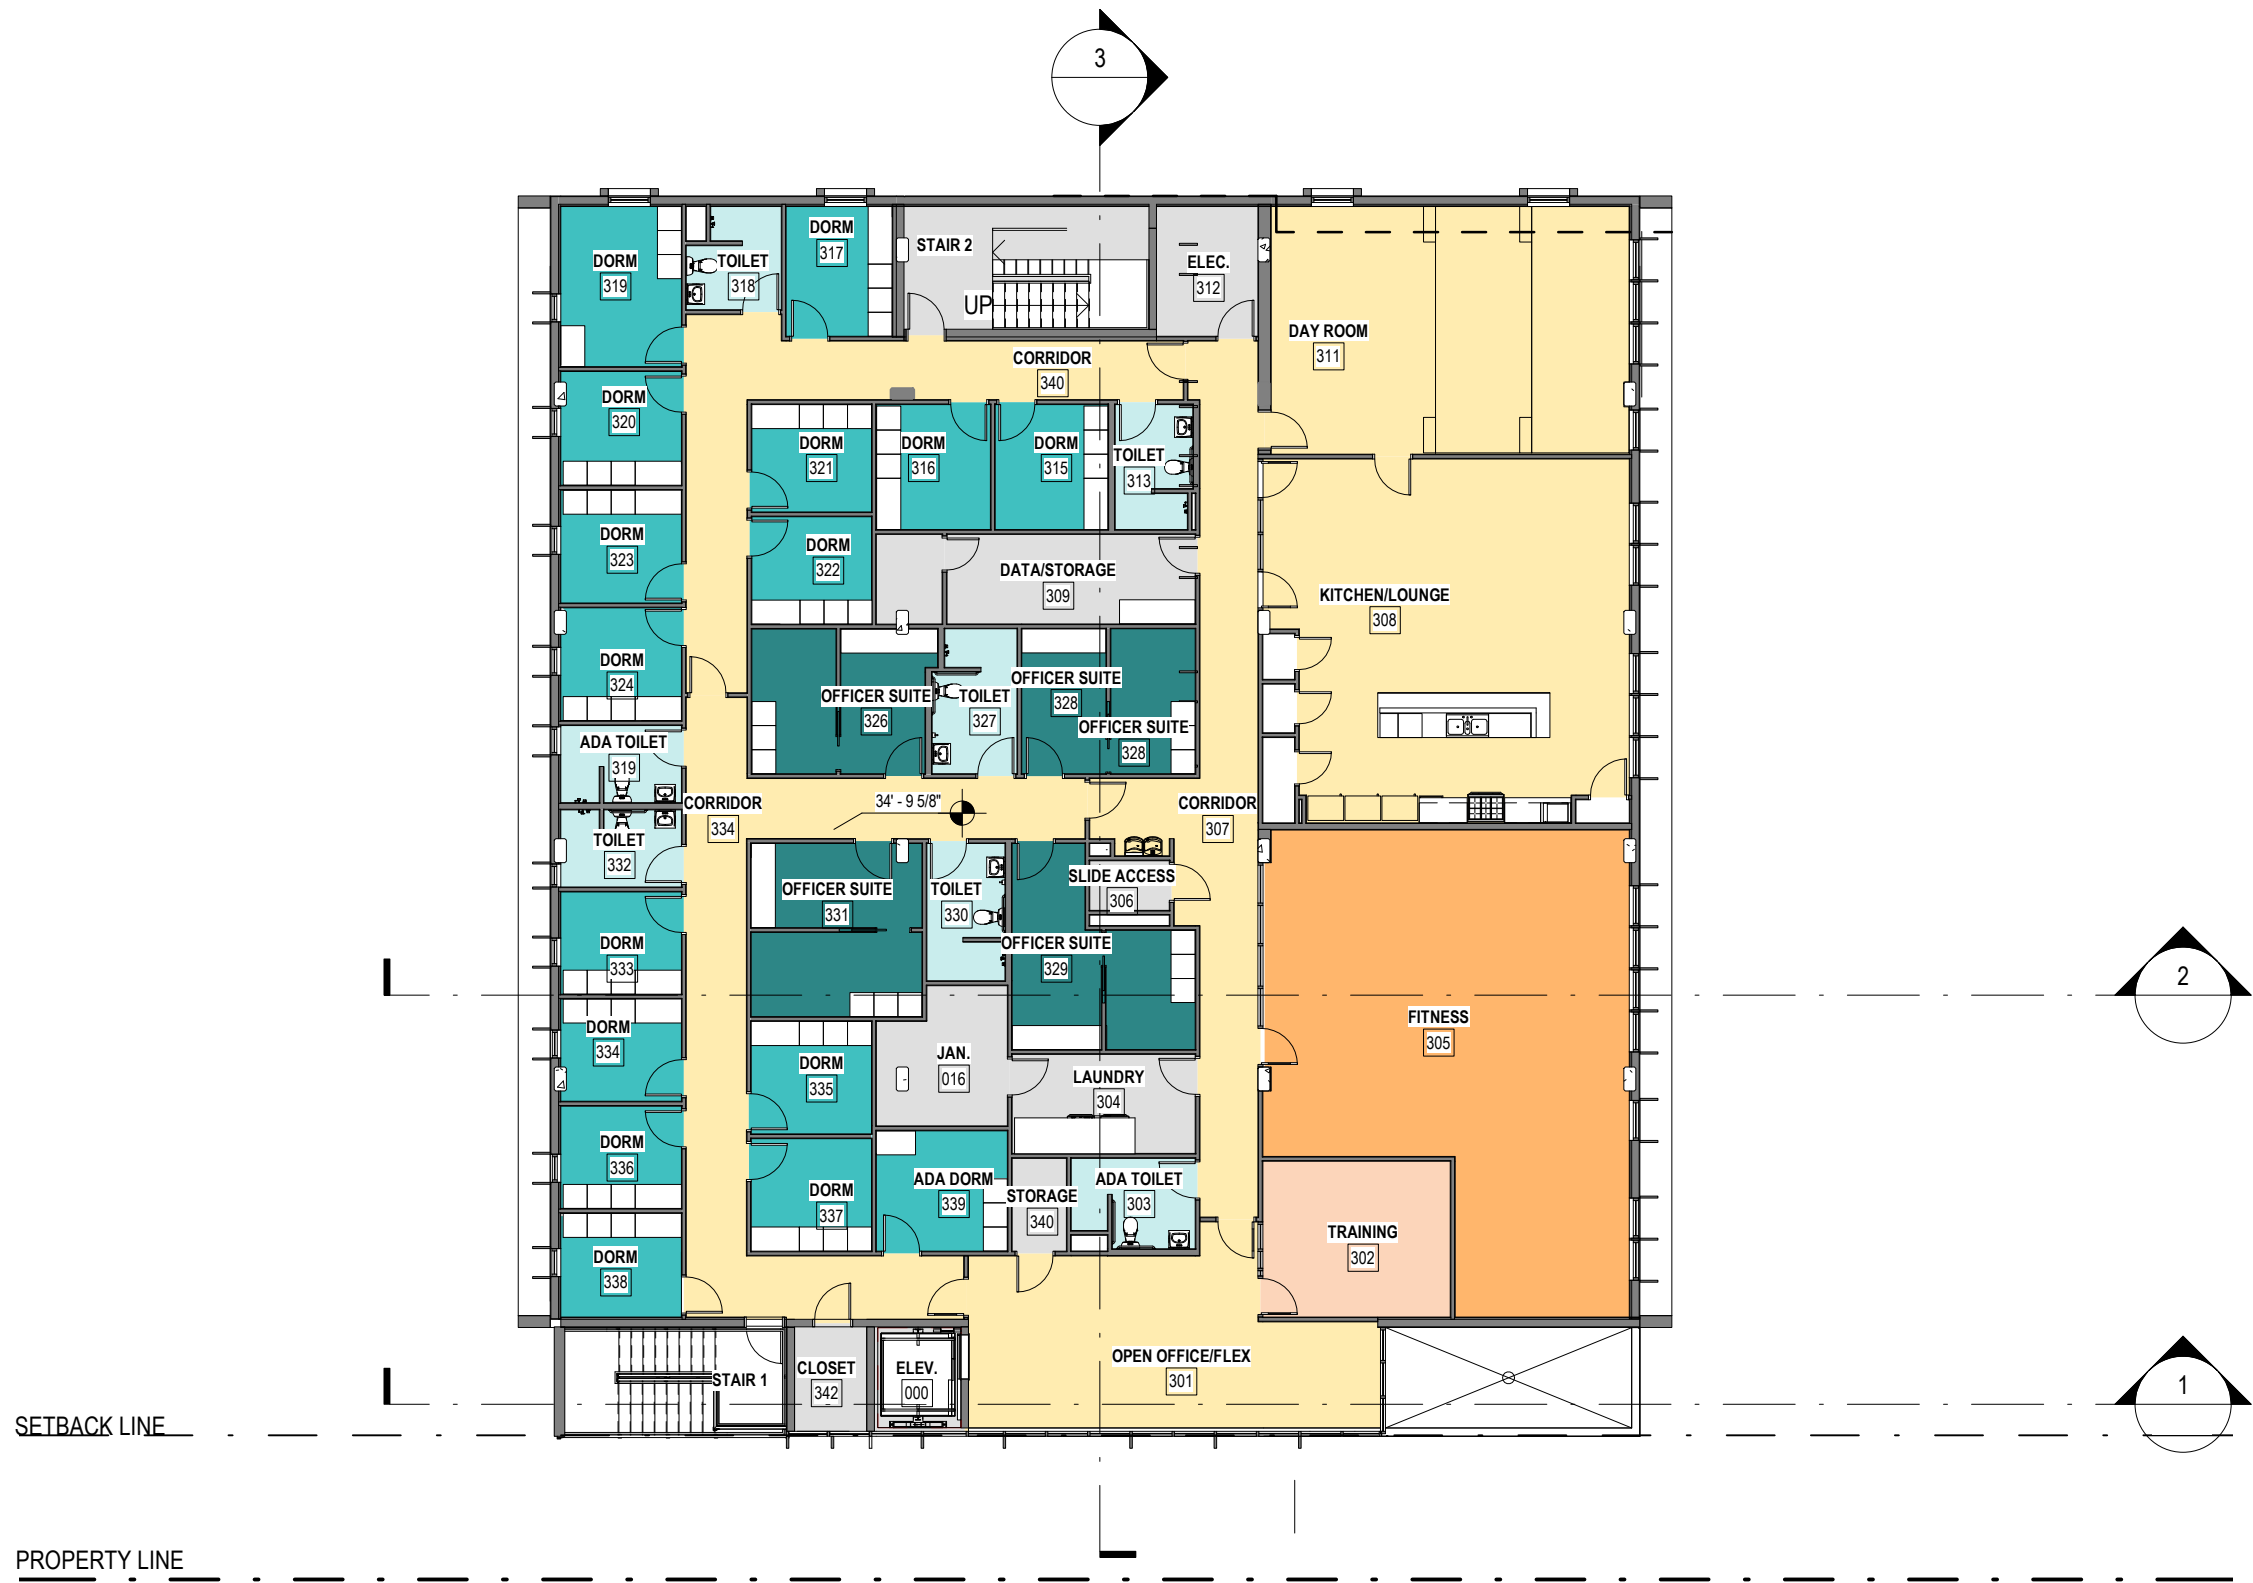 3
DORM
317
STAIR 2
DORM
319
TOILET
318
ELEC.
312
UP
DAY ROOM
311
CORRIDOR
340
DORM
320
DORM
321
DORM
316
DORM
315
TOILET
313
DORM
323
DORM
322
DATA/STORAGE
309
KITCHEN/LOUNGE
308
DORM
324
OFFICER SUITE
326
TOILET
327
OFFICER SUITE
328
OFFICER SUITE
328
ADA TOILET
319
CORRIDOR
334
34' - 9 5/8"
CORRIDOR
307
TOILET
332
OFFICER SUITE
331
TOILET
330
SLIDE ACCESS
306
DORM
333
OFFICER SUITE
329
2
DORM
334
FITNESS
305
DORM
335
JAN.
016
LAUNDRY
304
DORM
336
DORM
337
ADA DORM
339
STORAGE
340
ADA TOILET
303
TRAINING
302
DORM
338
STAIR 1
CLOSET
342
ELEV.
000
OPEN OFFICE/FLEX
301
1
SETBACK LINE
PROPERTY LINE